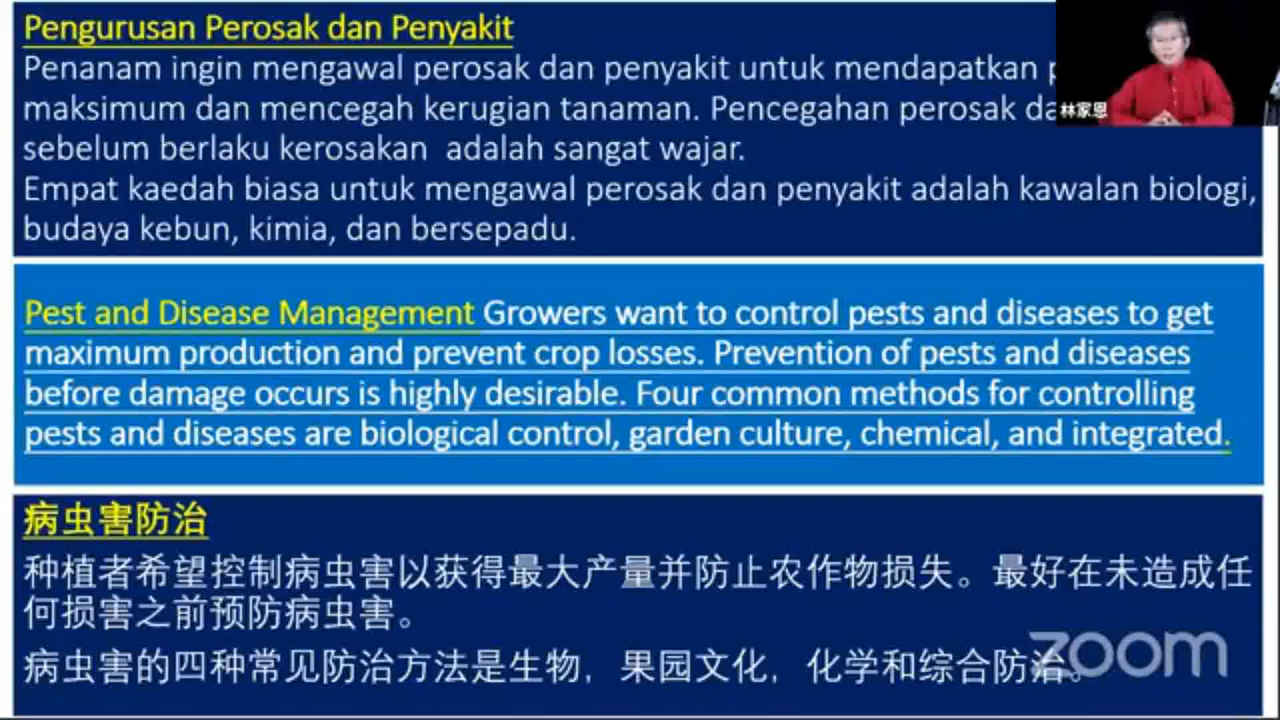 Pengurusan Perosak dan Penyakit
Penanam ingin mengawal perosak dan penyakit untuk mendapatkan
maksimum dan mencegah kerugian tanaman. Pencegahan perosak
林家恩
sebelum berlaku kerosakan adalah sangat wajar.
Empat kaedah biasa untuk mengawal perosak dan penyakit adalah kawalan biologi,
budaya kebun, kimia, dan bersepadu.
Pest and Disease Management Growers want to control pests and diseases to get
maximum production and prevent crop losses. Prevention of pests and diseases
before damage occurs is highly desirable. Four common methods for controlling
pests and diseases are biological control, garden culture, chemical, and integrated.
病虫害防治
种植者希望控制病虫害以获得最大产量并防止农作物损失。最好在未造成任
何损害之前预防病虫害。
病虫害的四种常见防治方法是生物，果园文化，化学和综合防治。
zoom